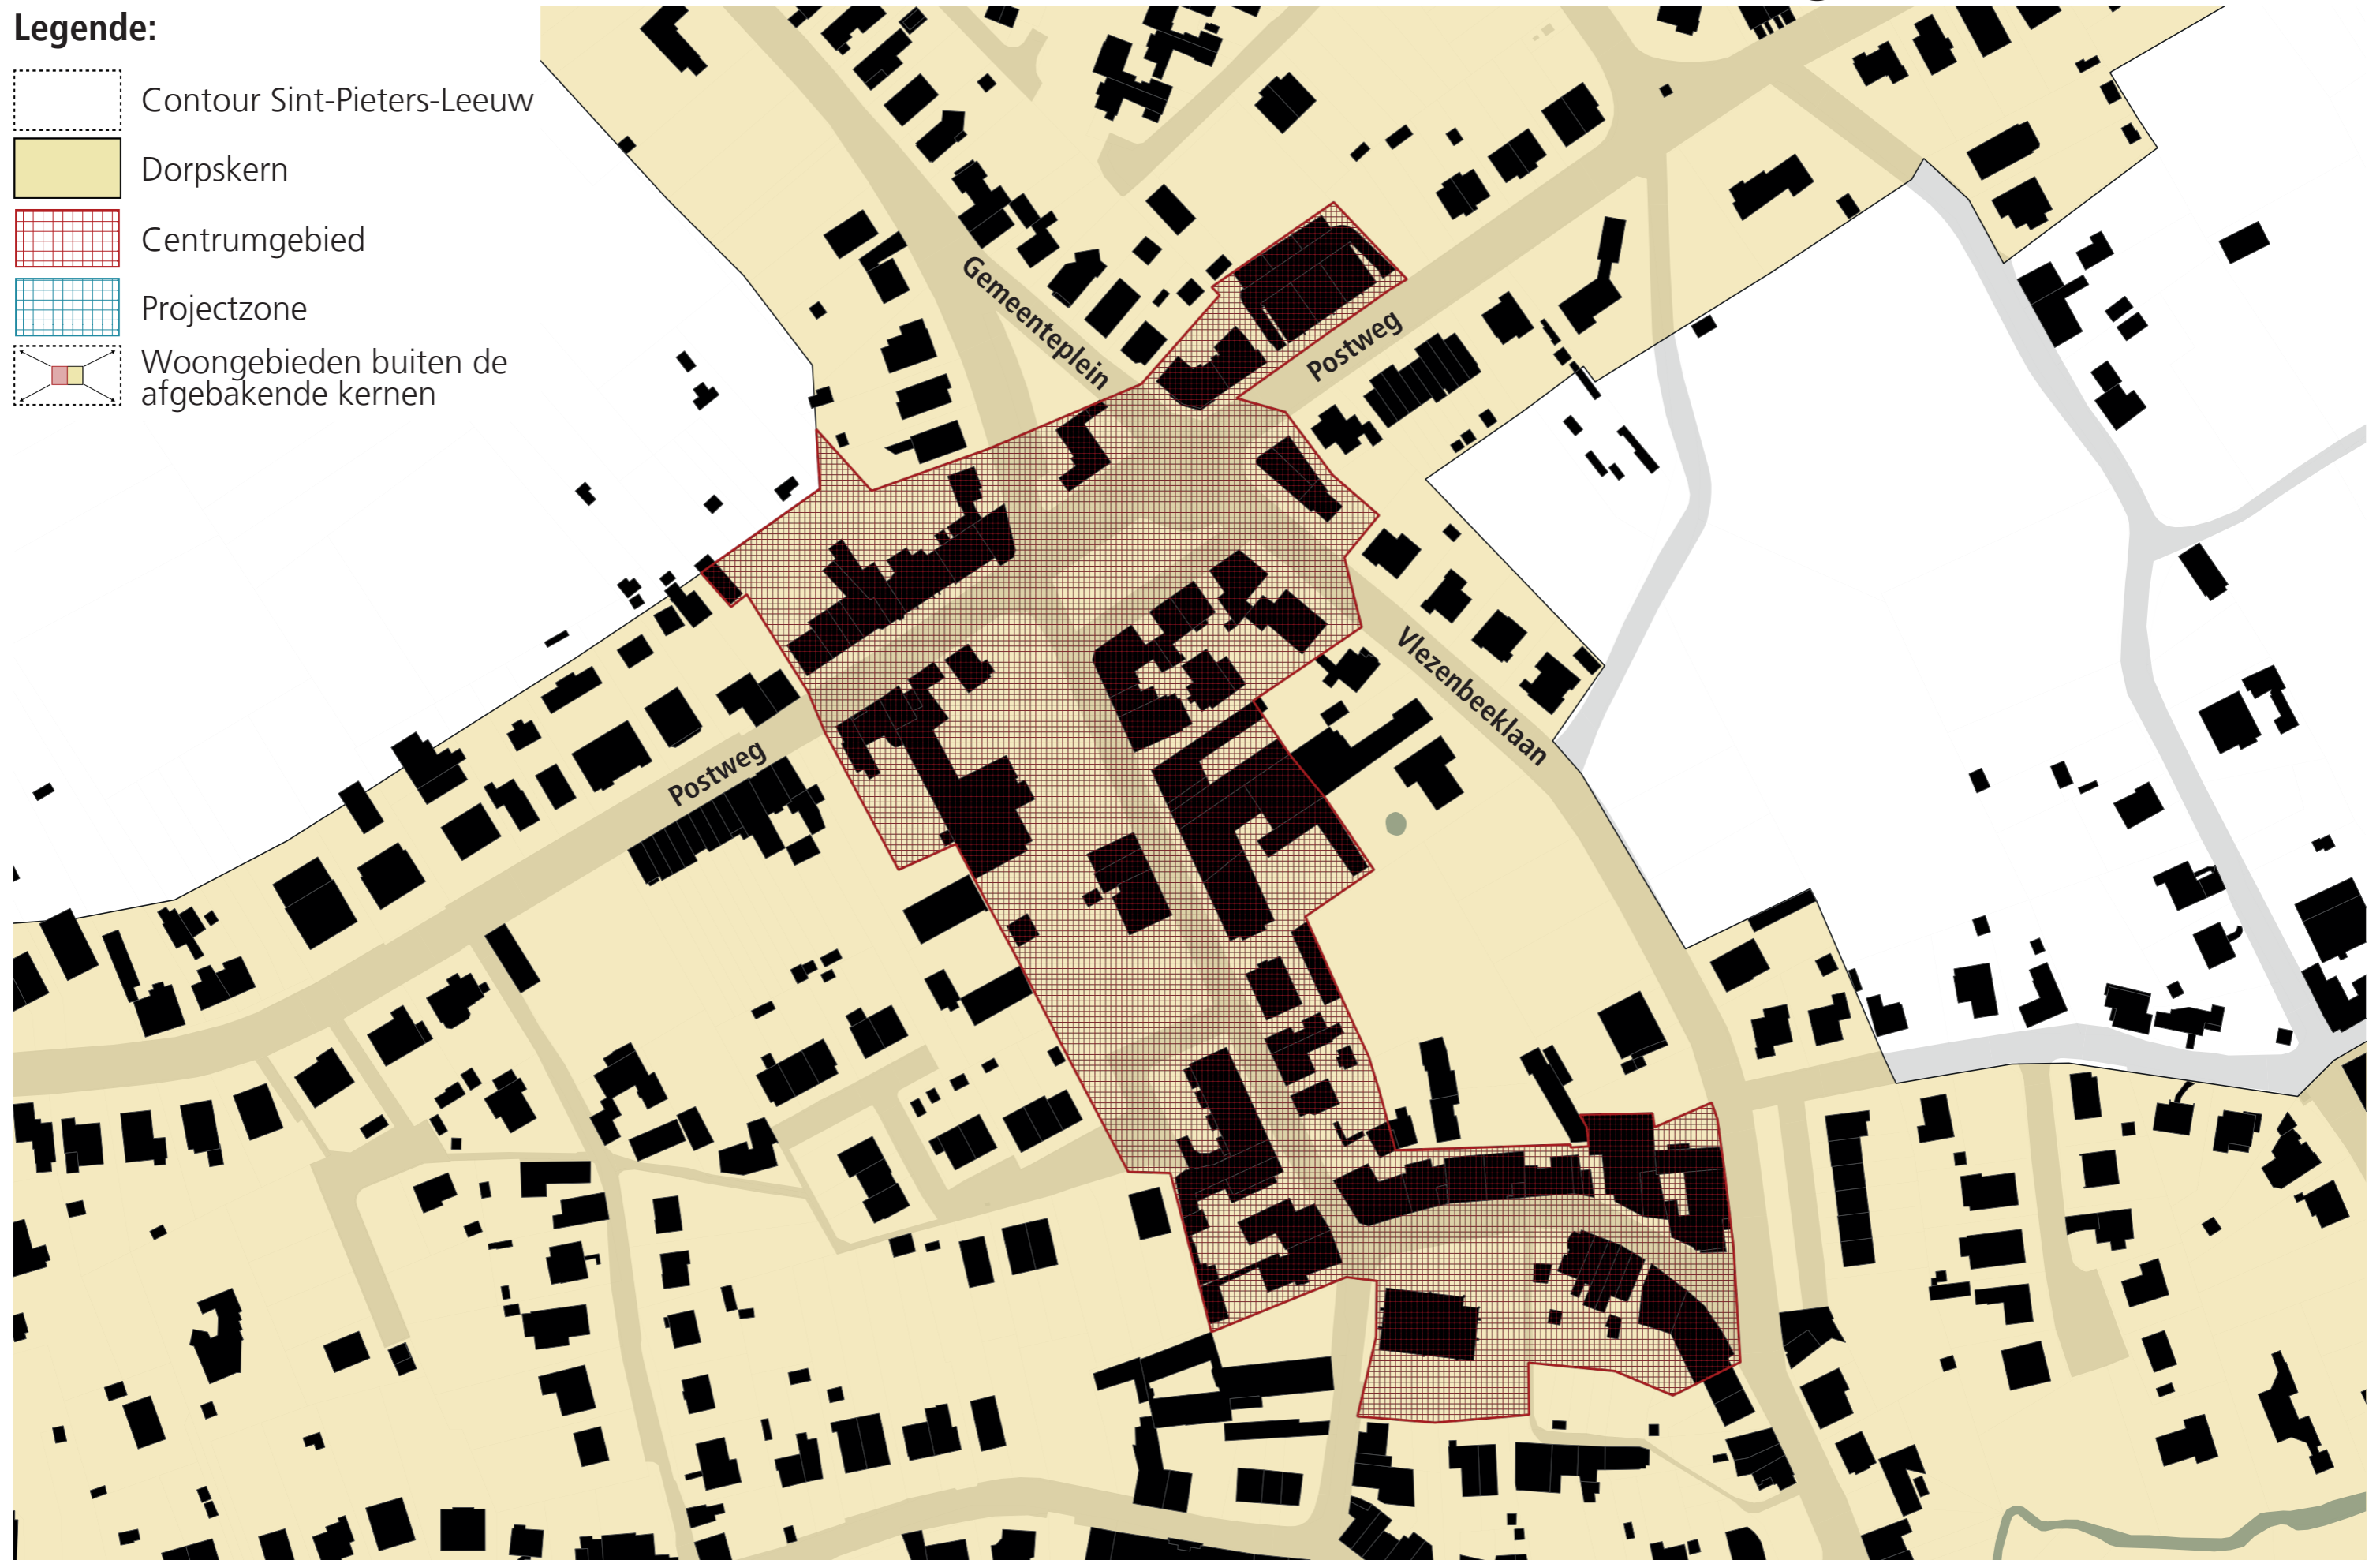 Legende:
Contour Sint-Pieters-Leeuw
Dorpskern
Centrumgebied
Projectzone
Woongebieden buiten de
afgebakende kernen
Gemeenteplein
Postweg
Vlezenbeeklaan
Postweg